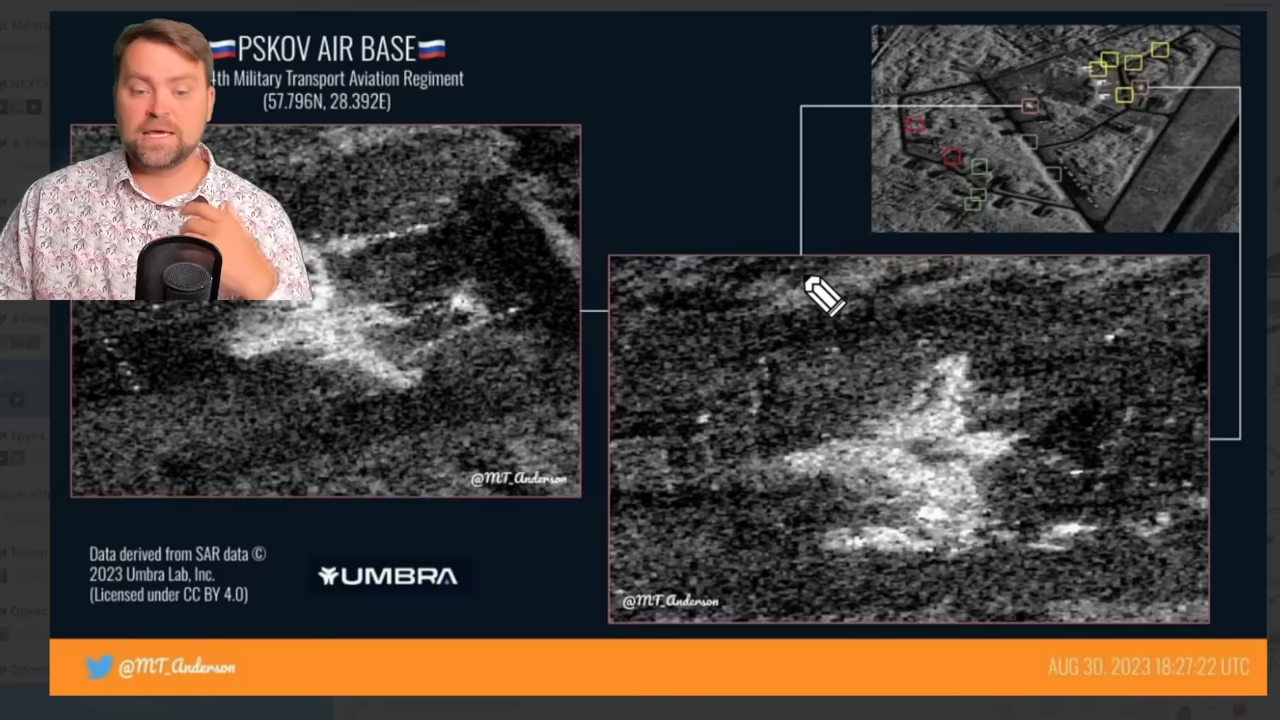 PSKOV AIR BASE
4th Military Transport Aviation Regiment
(57.796N, 28.392E)
@MT_Anderson
@MT_Anderson
Data derived from SAR data ©
2023 Umbra Lab, Inc.
(Licensed under CC BY 4.0)
UMBRA
@MT_Anderson
AUG 30, 2023 18:27:22 UTC